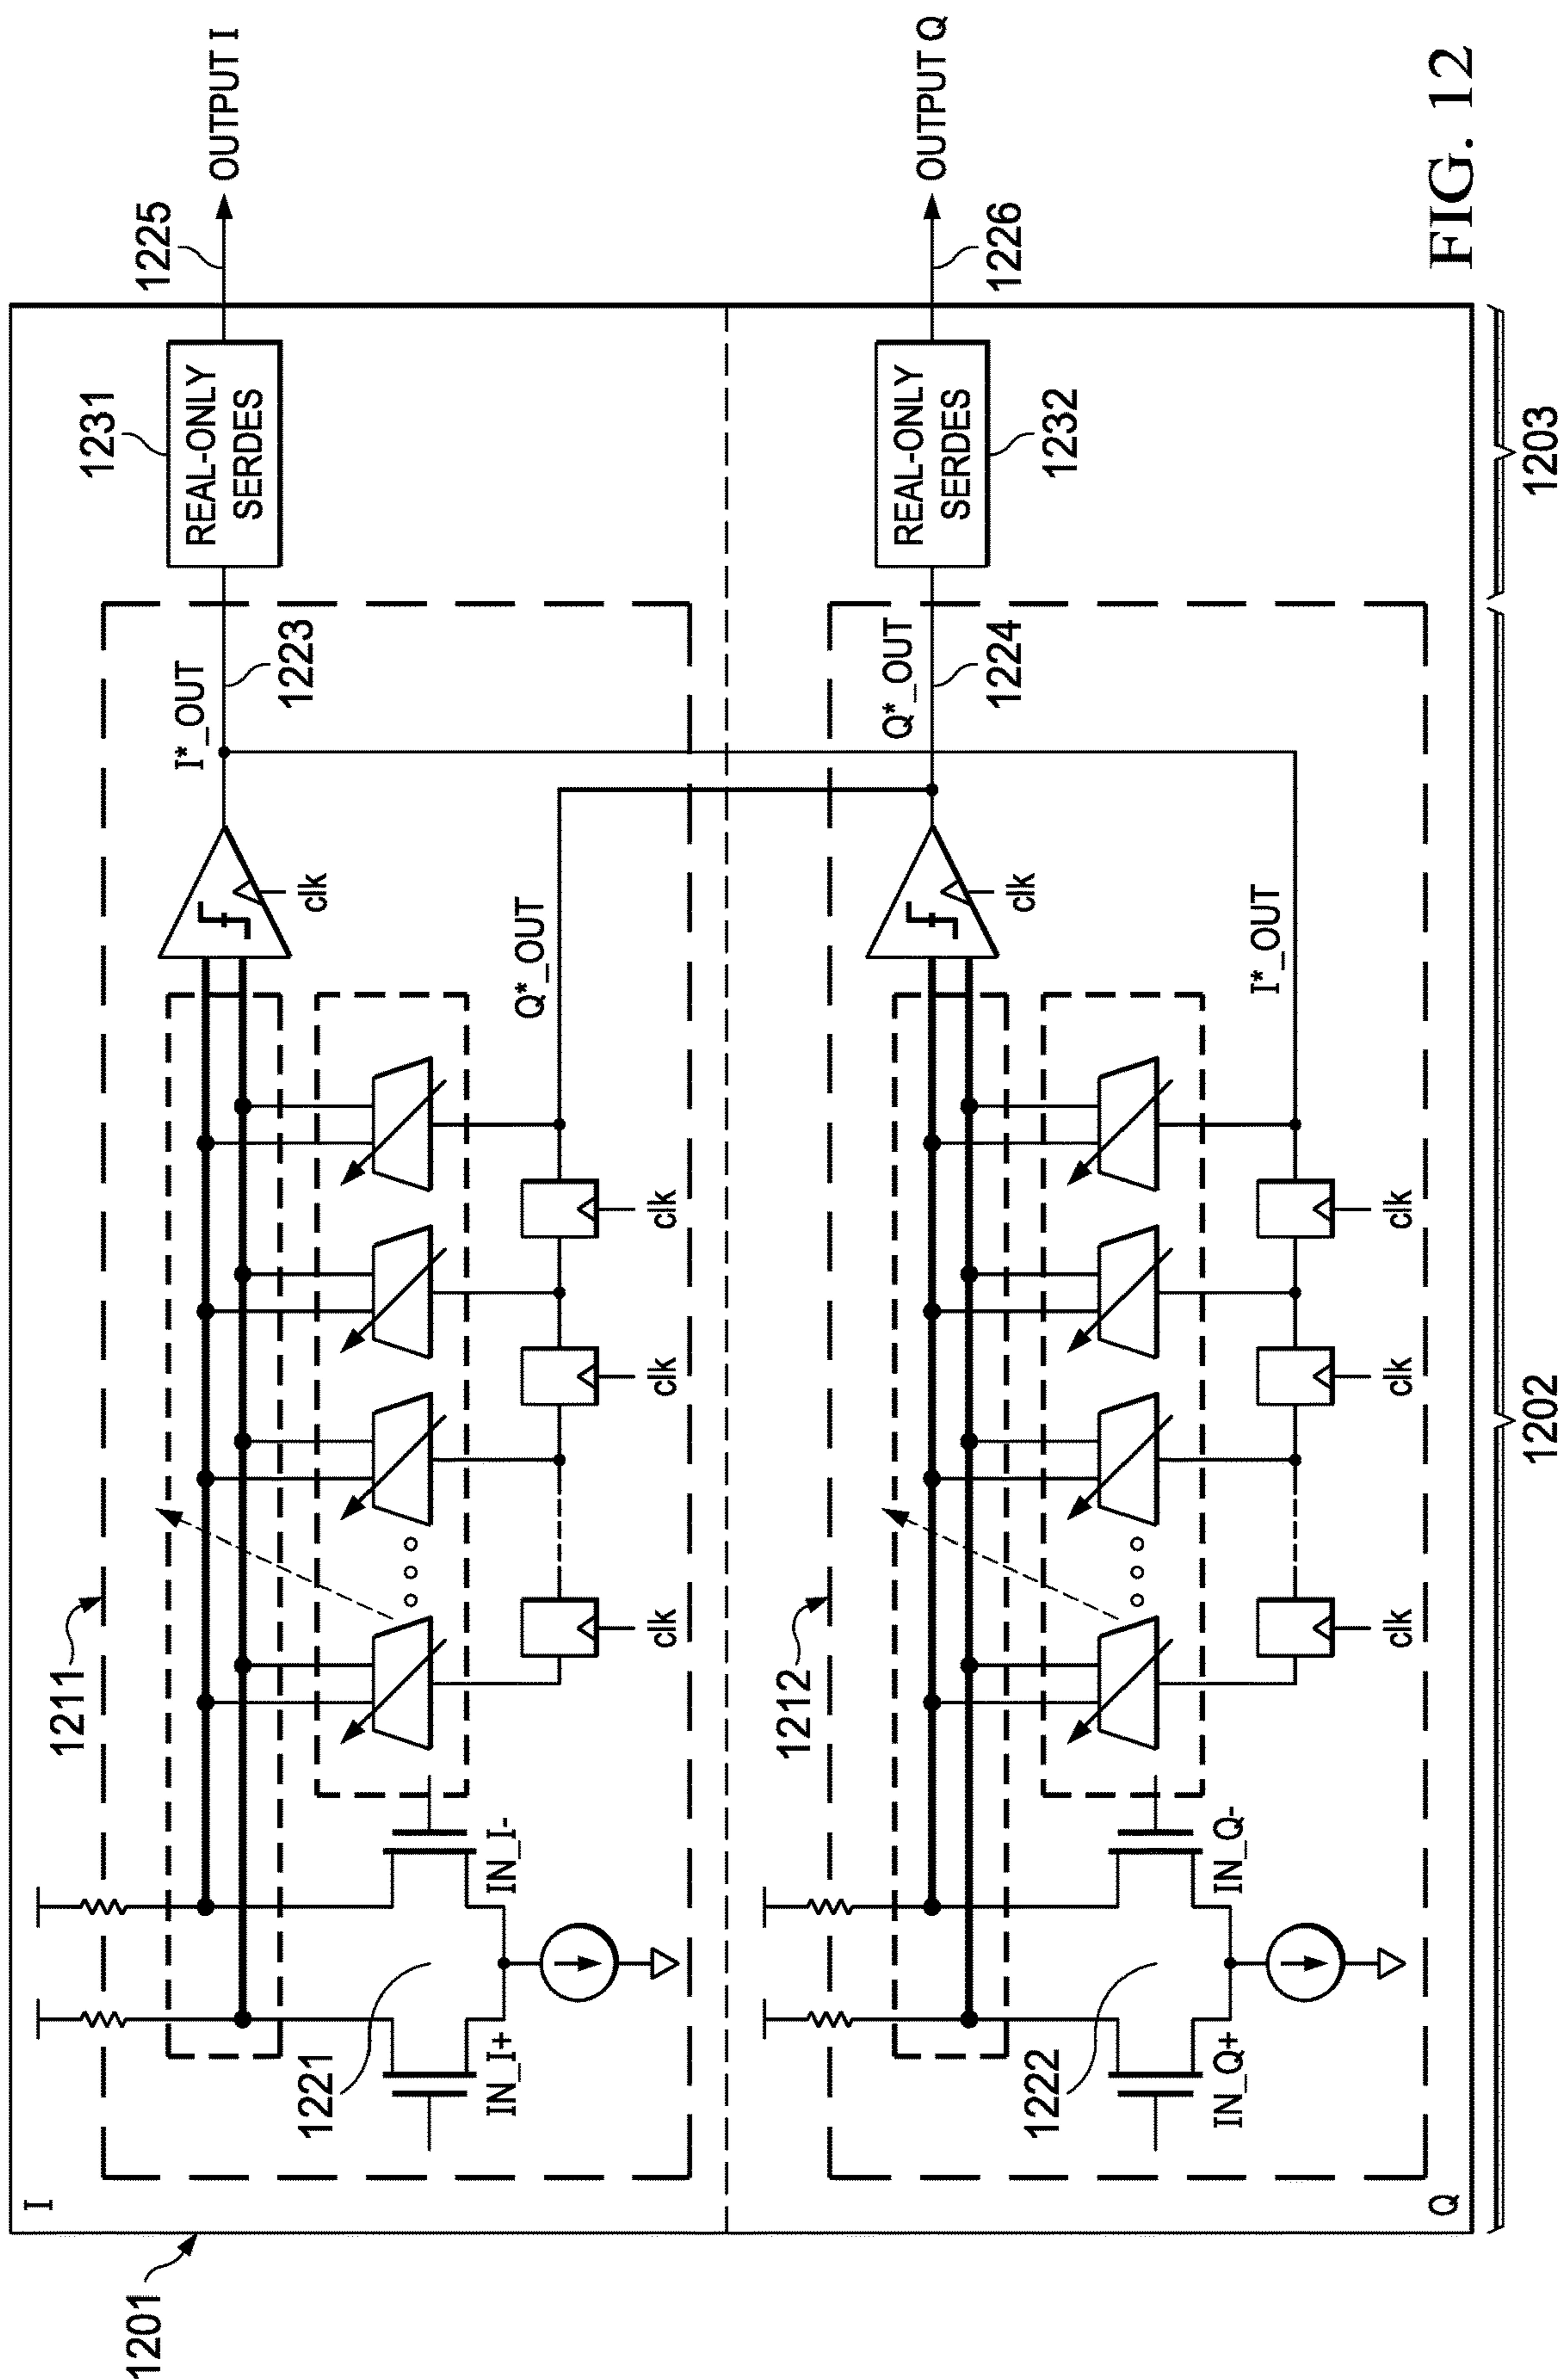 1201
I
1211
1221
IN_I+
IN_I-
clk
clk
clk
Q*_OUT
clk
I*_OUT
1223
1231
REAL-ONLY
SERDES
1225
OUTPUT I
Q
1212
1222
IN_Q+
IN_Q-
clk
clk
clk
I*_OUT
clk
Q*_OUT
1224
REAL-ONLY
SERDES
1232
1226
OUTPUT Q
1202
1203
FIG. 12